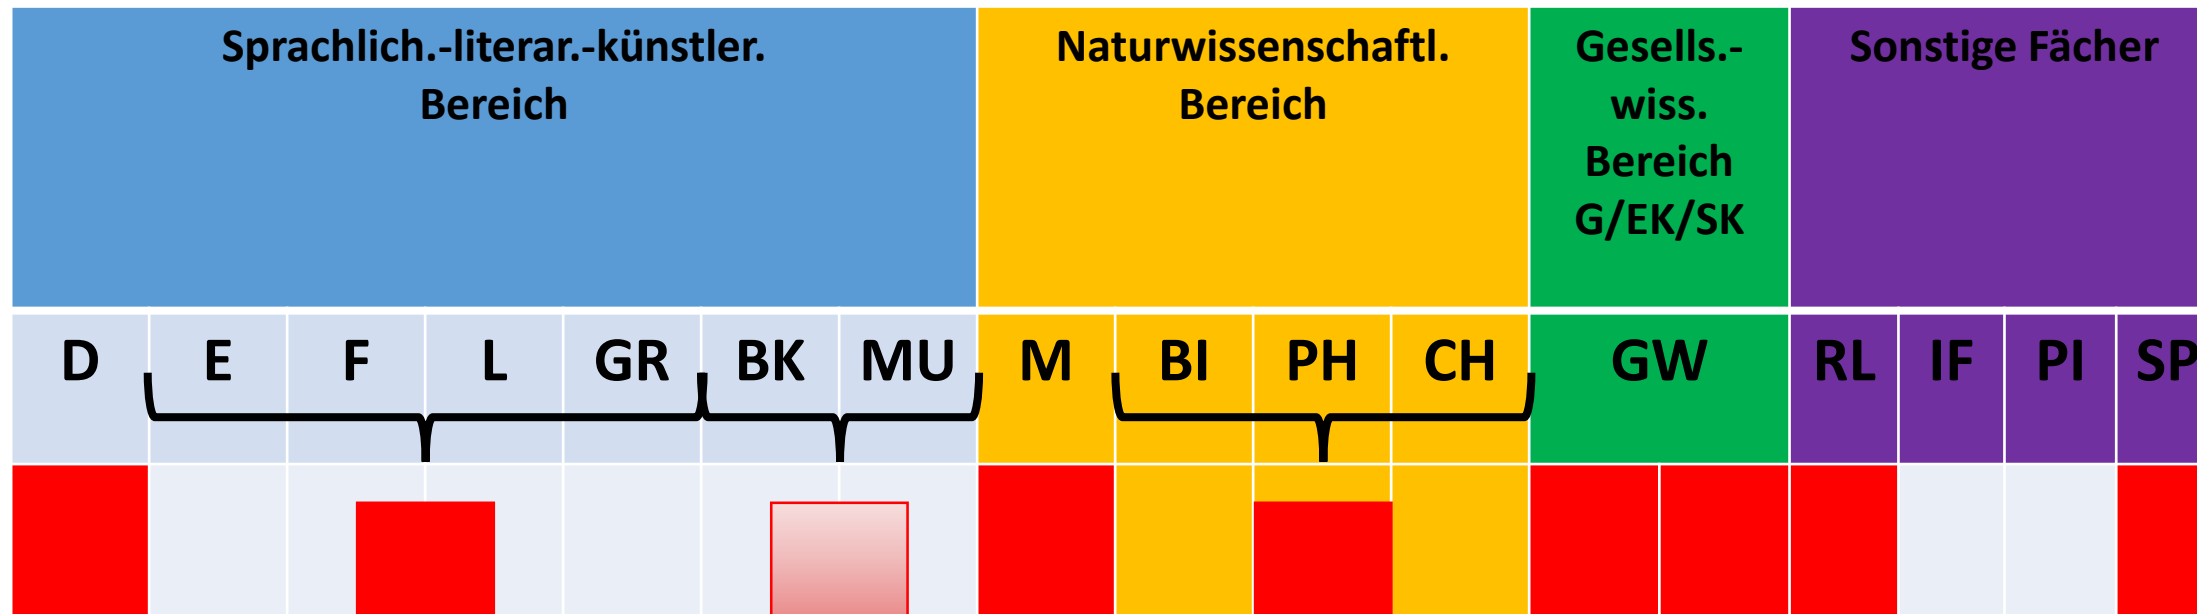 Sprachlich.-literar.-künstler.
Bereich
Naturwissenschaftl.
Bereich
Gesells.-
wiss.
Bereich
G/EK/SK
Sonstige Fächer
D E F L GR BK MU M BI PH CH GW RL IF PI SP